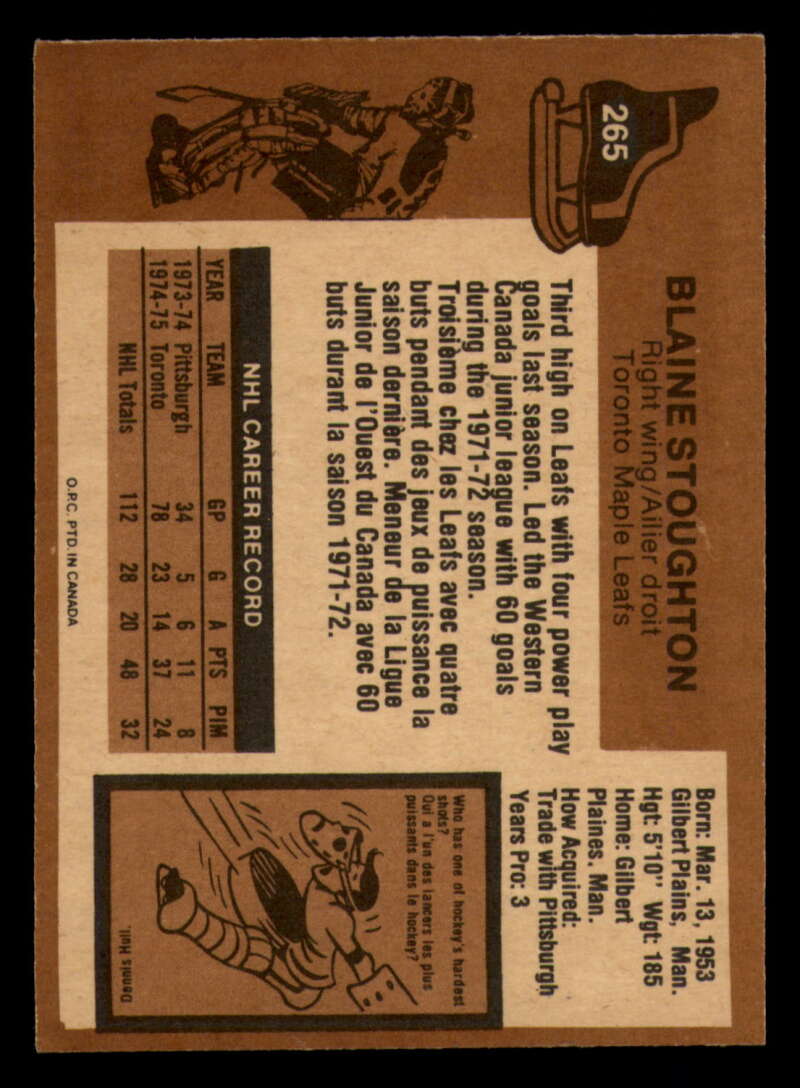 265
BLAINE STOUGHTON
Right wing/Ailier droit
Toronto Maple Leafs
Born: Mar. 13, 1953
Gilbert Plains, Man.
Hgt: 5'10" Wgt: 185
Home: Gilbert
Plaines. Man.
How Acquired:
Trade with Pittsburgh
Years Pro: 3
Third high on Leafs with four power play
goals last season. Led the Western
Canada junior league with 60 goals
during the 1971-72 season.
Troisième chez les Leafs avec quatre
buts pendant des jeux de puissance la
saison dernière. Meneur de la Ligue
Junior de l'Ouest du Canada avec 60
buts durant la saison 1971-72.
NHL CAREER RECORD
YEAR TEAM GP G A PTS PIM
1973-74 Pittsburgh 34 5 6 11 8
1974-75 Toronto 78 23 14 37 24
NHL Totals 112 28 20 48 32
Who has one of hockey's hardest
shots?
Qui a l'un des lancers les plus
puissants dans le hockey?
Dennis Hull.
O.P.C. PTD. IN CANADA